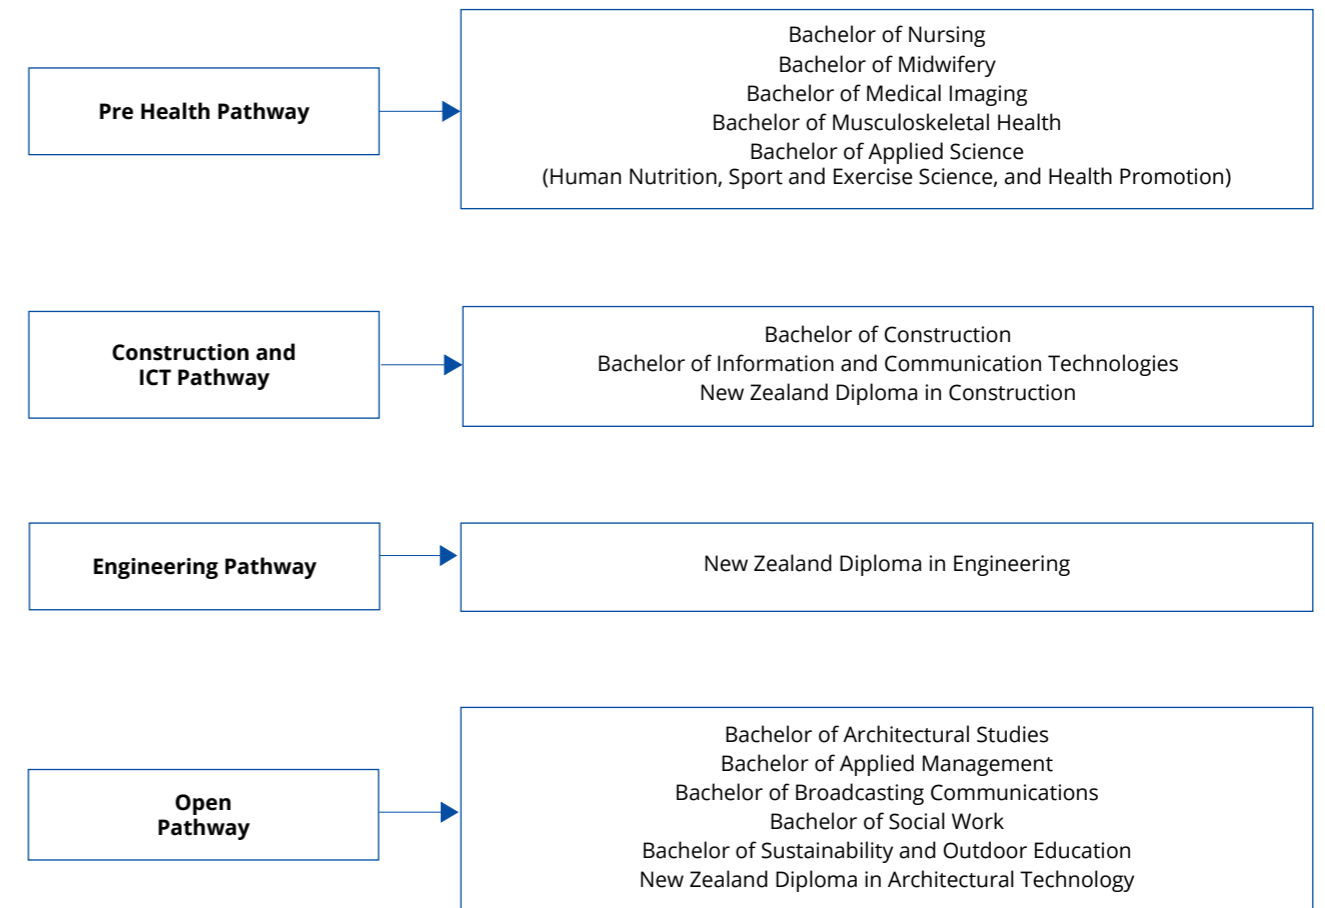 Pre Health Pathway
Bachelor of Nursing
Bachelor of Midwifery
Bachelor of Medical Imaging
Bachelor of Musculoskeletal Health
Bachelor of Applied Science
(Human Nutrition, Sport and Exercise Science, and Health Promotion)
Construction and
ICT Pathway
Bachelor of Construction
Bachelor of Information and Communication Technologies
New Zealand Diploma in Construction
Engineering Pathway
New Zealand Diploma in Engineering
Open
Pathway
Bachelor of Architectural Studies
Bachelor of Applied Management
Bachelor of Broadcasting Communications
Bachelor of Social Work
Bachelor of Sustainability and Outdoor Education
New Zealand Diploma in Architectural Technology